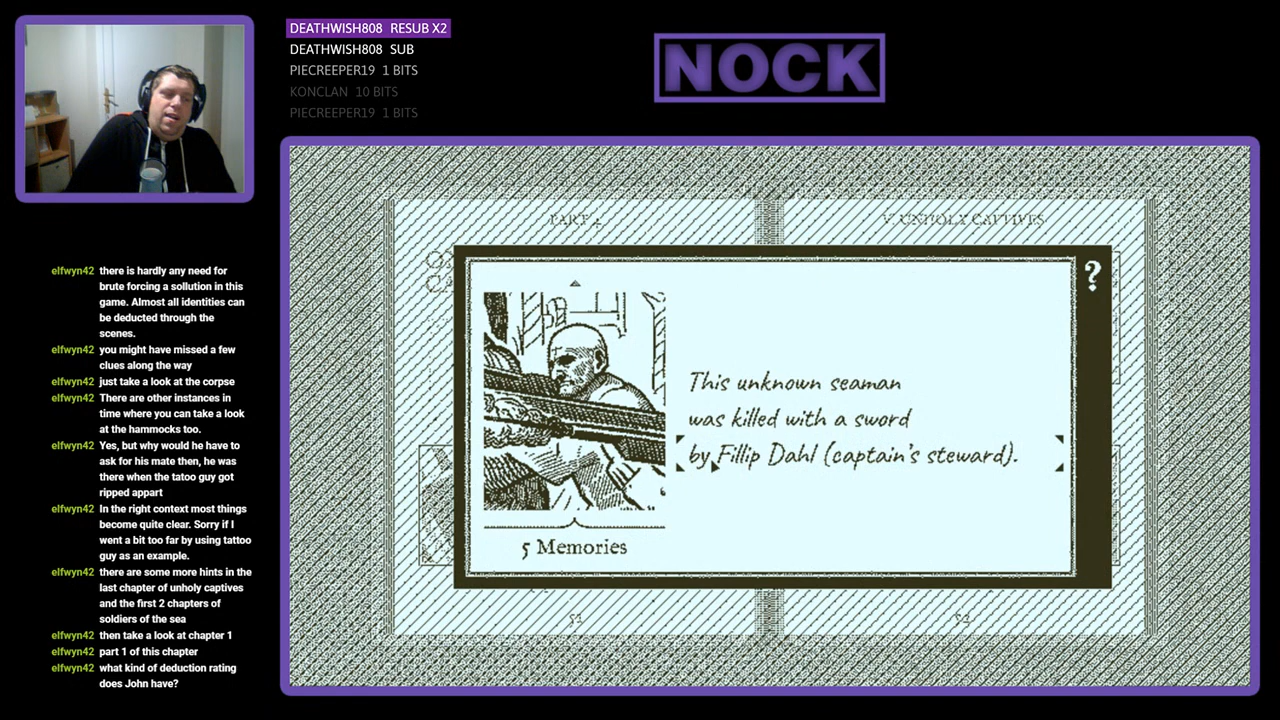 DEATHWISH808 RESUB X2
DEATHWISH808 SUB
PIECREEPER19 1 BITS
KONCLAN 10 BITS
PIECREEPER19 1 BITS
NOCK
elfwyn42 there is hardly any need for
brute forcing a sollution in this
game. Almost all identities can
be deducted through the
scenes.
elfwyn42 you might have missed a few
clues along the way
elfwyn42 just take a look at the corpse
elfwyn42 There are other instances in
time where you can take a look
at the hammocks too.
elfwyn42 Yes, but why would he have to
ask for his mate then, he was
there when the tatoo guy got
ripped appart
elfwyn42 In the right context most things
become quite clear. Sorry if I
went a bit too far by using tattoo
guy as an example.
elfwyn42 there are some more hints in the
last chapter of unholy captives
and the first 2 chapters of
soldiers of the sea
elfwyn42 then take a look at chapter 1
elfwyn42 part 1 of this chapter
elfwyn42 what kind of deduction rating
does John have?
PART 4
V. UNHOLY CAPTIVES
?
This unknown seaman
was killed with a sword
by Fillip Dahl (captain's steward).
5 Memories